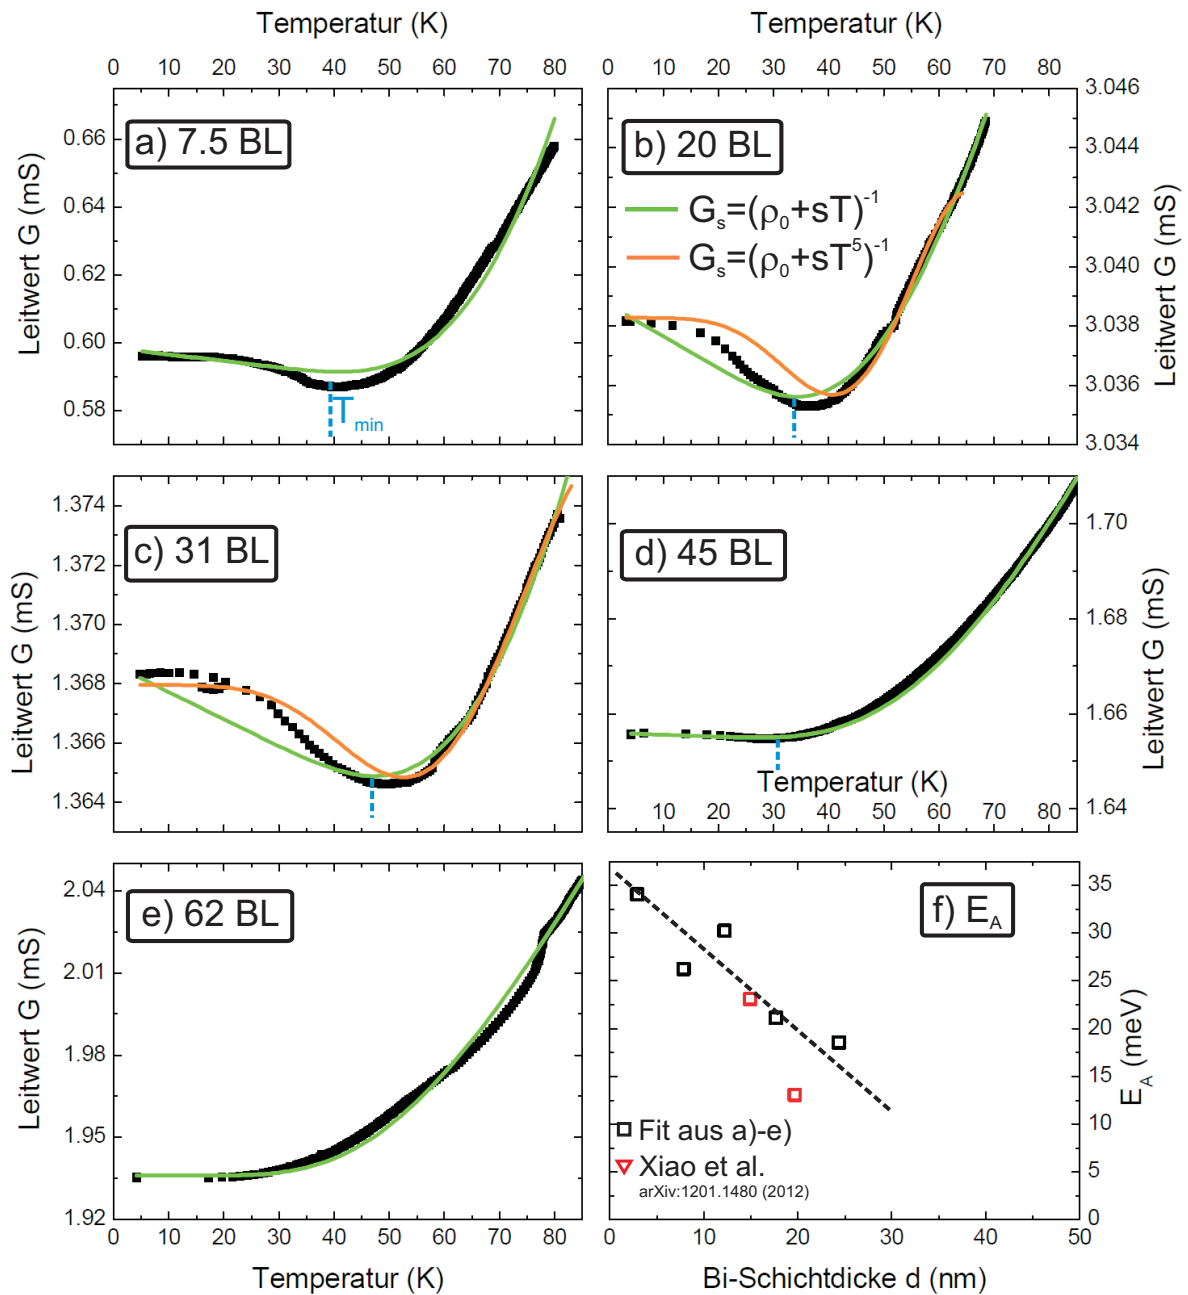 Temperatur (K)
Temperatur (K)
0 10 20 30 40 50 60 70 80
0 10 20 30 40 50 60 70 80
a) 7.5 BL
Leitwert G (mS)
0.66
0.64
0.62
0.60
0.58
T min
b) 20 BL
G_s=(ρ_0+sT)^-1
G_s=(ρ_0+sT^5)^-1
3.046
3.044
3.042
3.040
3.038
3.036
3.034
Leitwert G (mS)
c) 31 BL
Leitwert G (mS)
1.374
1.372
1.370
1.368
1.366
1.364
d) 45 BL
1.70
1.68
1.66
1.64
Leitwert G (mS)
Temperatur (K)
0 10 20 30 40 50 60 70 80
e) 62 BL
Leitwert G (mS)
2.04
2.01
1.98
1.95
1.92
0 10 20 30 40 50 60 70 80
Temperatur (K)
f) E_A
35
30
25
20
15
10
5
0
E_A (meV)
Fit aus a)-e)
Xiao et al.
arXiv:1201.1480 (2012)
0 10 20 30 40 50
Bi-Schichtdicke d (nm)